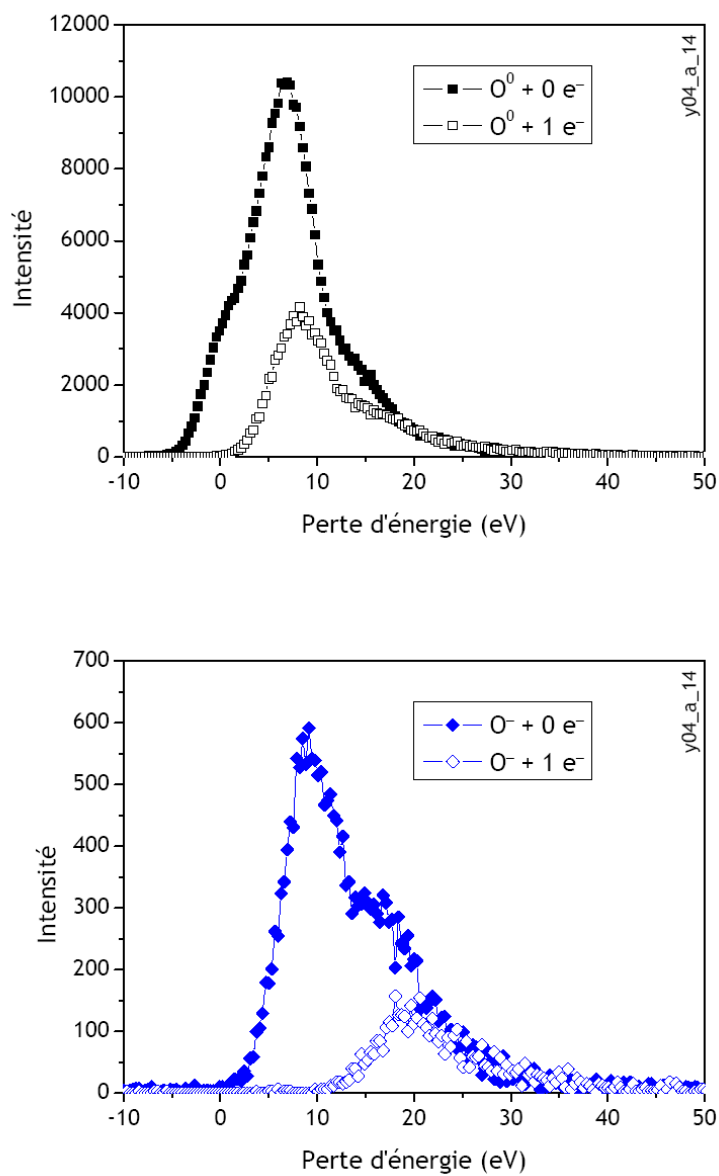 12000
10000
8000
6000
4000
2000
0
Intensité
O⁰ + 0 e⁻
O⁰ + 1 e⁻
y04_a_14
-10 0 10 20 30 40 50
Perte d'énergie (eV)
700
600
500
400
300
200
100
0
Intensité
O⁻ + 0 e⁻
O⁻ + 1 e⁻
y04_a_14
-10 0 10 20 30 40 50
Perte d'énergie (eV)